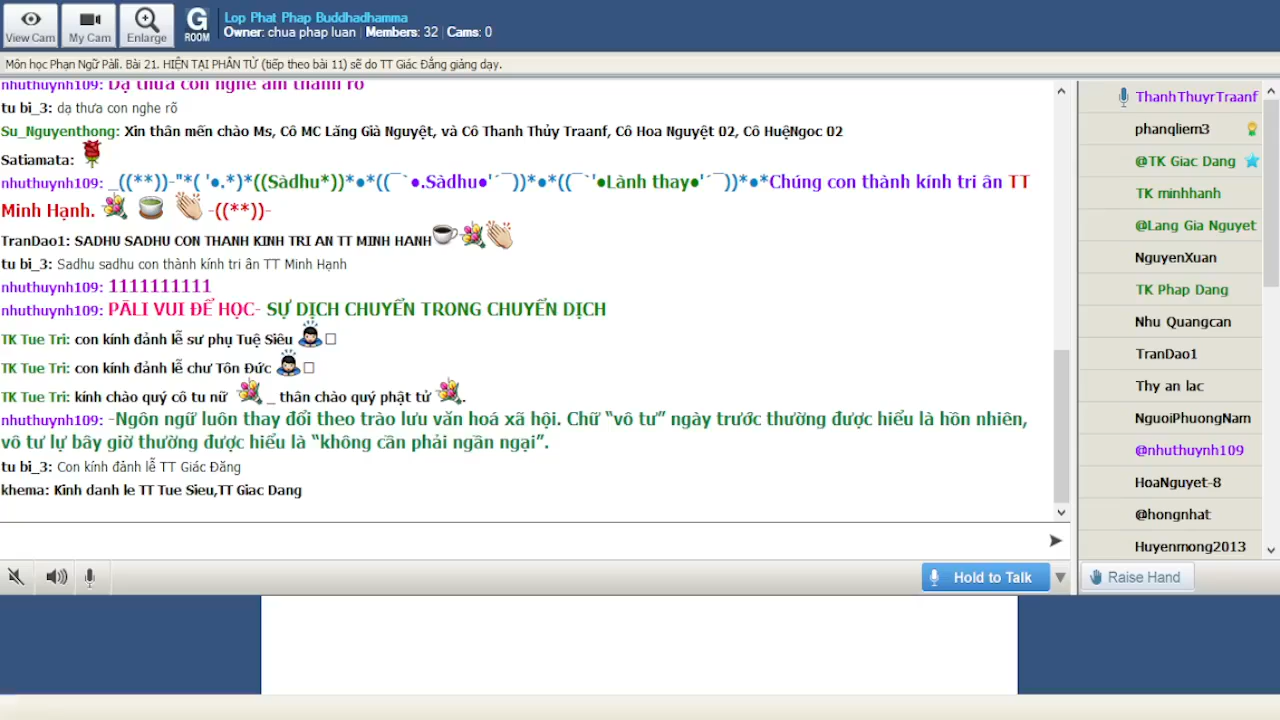 View Cam
My Cam
Enlarge
G
ROOM
Lop Phat Phap Buddhadhamma
Owner: chua phap luan | Members: 32 | Cams: 0
Môn học Phạn Ngữ Pāli. Bài 21. HIỆN TẠI PHÂN TỪ (tiếp theo bài 11) sẽ do TT Giác Đẳng giảng dạy.
nhuthuynh109: Dạ thưa con nghe âm thanh rõ
tu bi_3: dạ thưa con nghe rõ
Su_Nguyenthong: Xin thân mến chào Ms, Cô MC Lăng Già Nguyệt, và Cô Thanh Thủy Traanf, Cô Hoa Nguyệt 02, Cô HuệNgoc 02
Satiamata:
nhuthuynh109: _((**))-"*( '●.*)*((Sàdhu*))*●*((¯`●.Sàdhu●'´¯))*●*((¯`'●Lành thay●'´¯))*●*Chúng con thành kính tri ân TT
Minh Hạnh. -((**))-
TranDao1: SADHU SADHU CON THANH KINH TRI AN TT MINH HANH
tu bi_3: Sadhu sadhu con thành kính tri ân TT Minh Hạnh
nhuthuynh109: 1111111111
nhuthuynh109: PĀLI VUI ĐỂ HỌC- SỰ DỊCH CHUYỂN TRONG CHUYỂN DỊCH
TK Tue Tri: con kính đảnh lễ sư phụ Tuệ Siêu
TK Tue Tri: con kính đảnh lễ chư Tôn Đức
TK Tue Tri: kính chào quý cô tu nữ _ thân chào quý phật tử .
nhuthuynh109: -Ngôn ngữ luôn thay đổi theo trào lưu văn hoá xã hội. Chữ “vô tư” ngày trước thường được hiểu là hồn nhiên,
vô tư lự bây giờ thường được hiểu là “không cần phải ngần ngại”.
tu bi_3: Con kính đảnh lễ TT Giác Đăng
khema: Kinh danh le TT Tue Sieu,TT Giac Dang
Hold to Talk
ThanhThuyrTraanf
phanqliem3
@TK Giac Dang
TK minhhanh
@Lang Gia Nguyet
NguyenXuan
TK Phap Dang
Nhu Quangcan
TranDao1
Thy an lac
NguoiPhuongNam
@nhuthuynh109
HoaNguyet-8
@hongnhat
Huyenmong2013
Raise Hand